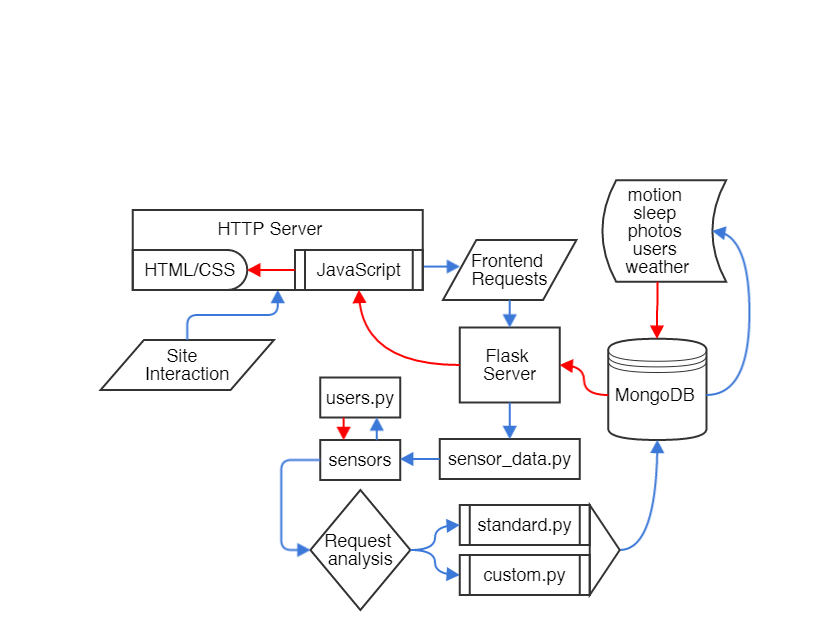 HTTP Server
HTML/CSS
JavaScript
Frontend
Requests
motion
sleep
photos
users
weather
Site
Interaction
Flask
Server
MongoDB
users.py
sensors
sensor_data.py
Request
analysis
standard.py
custom.py